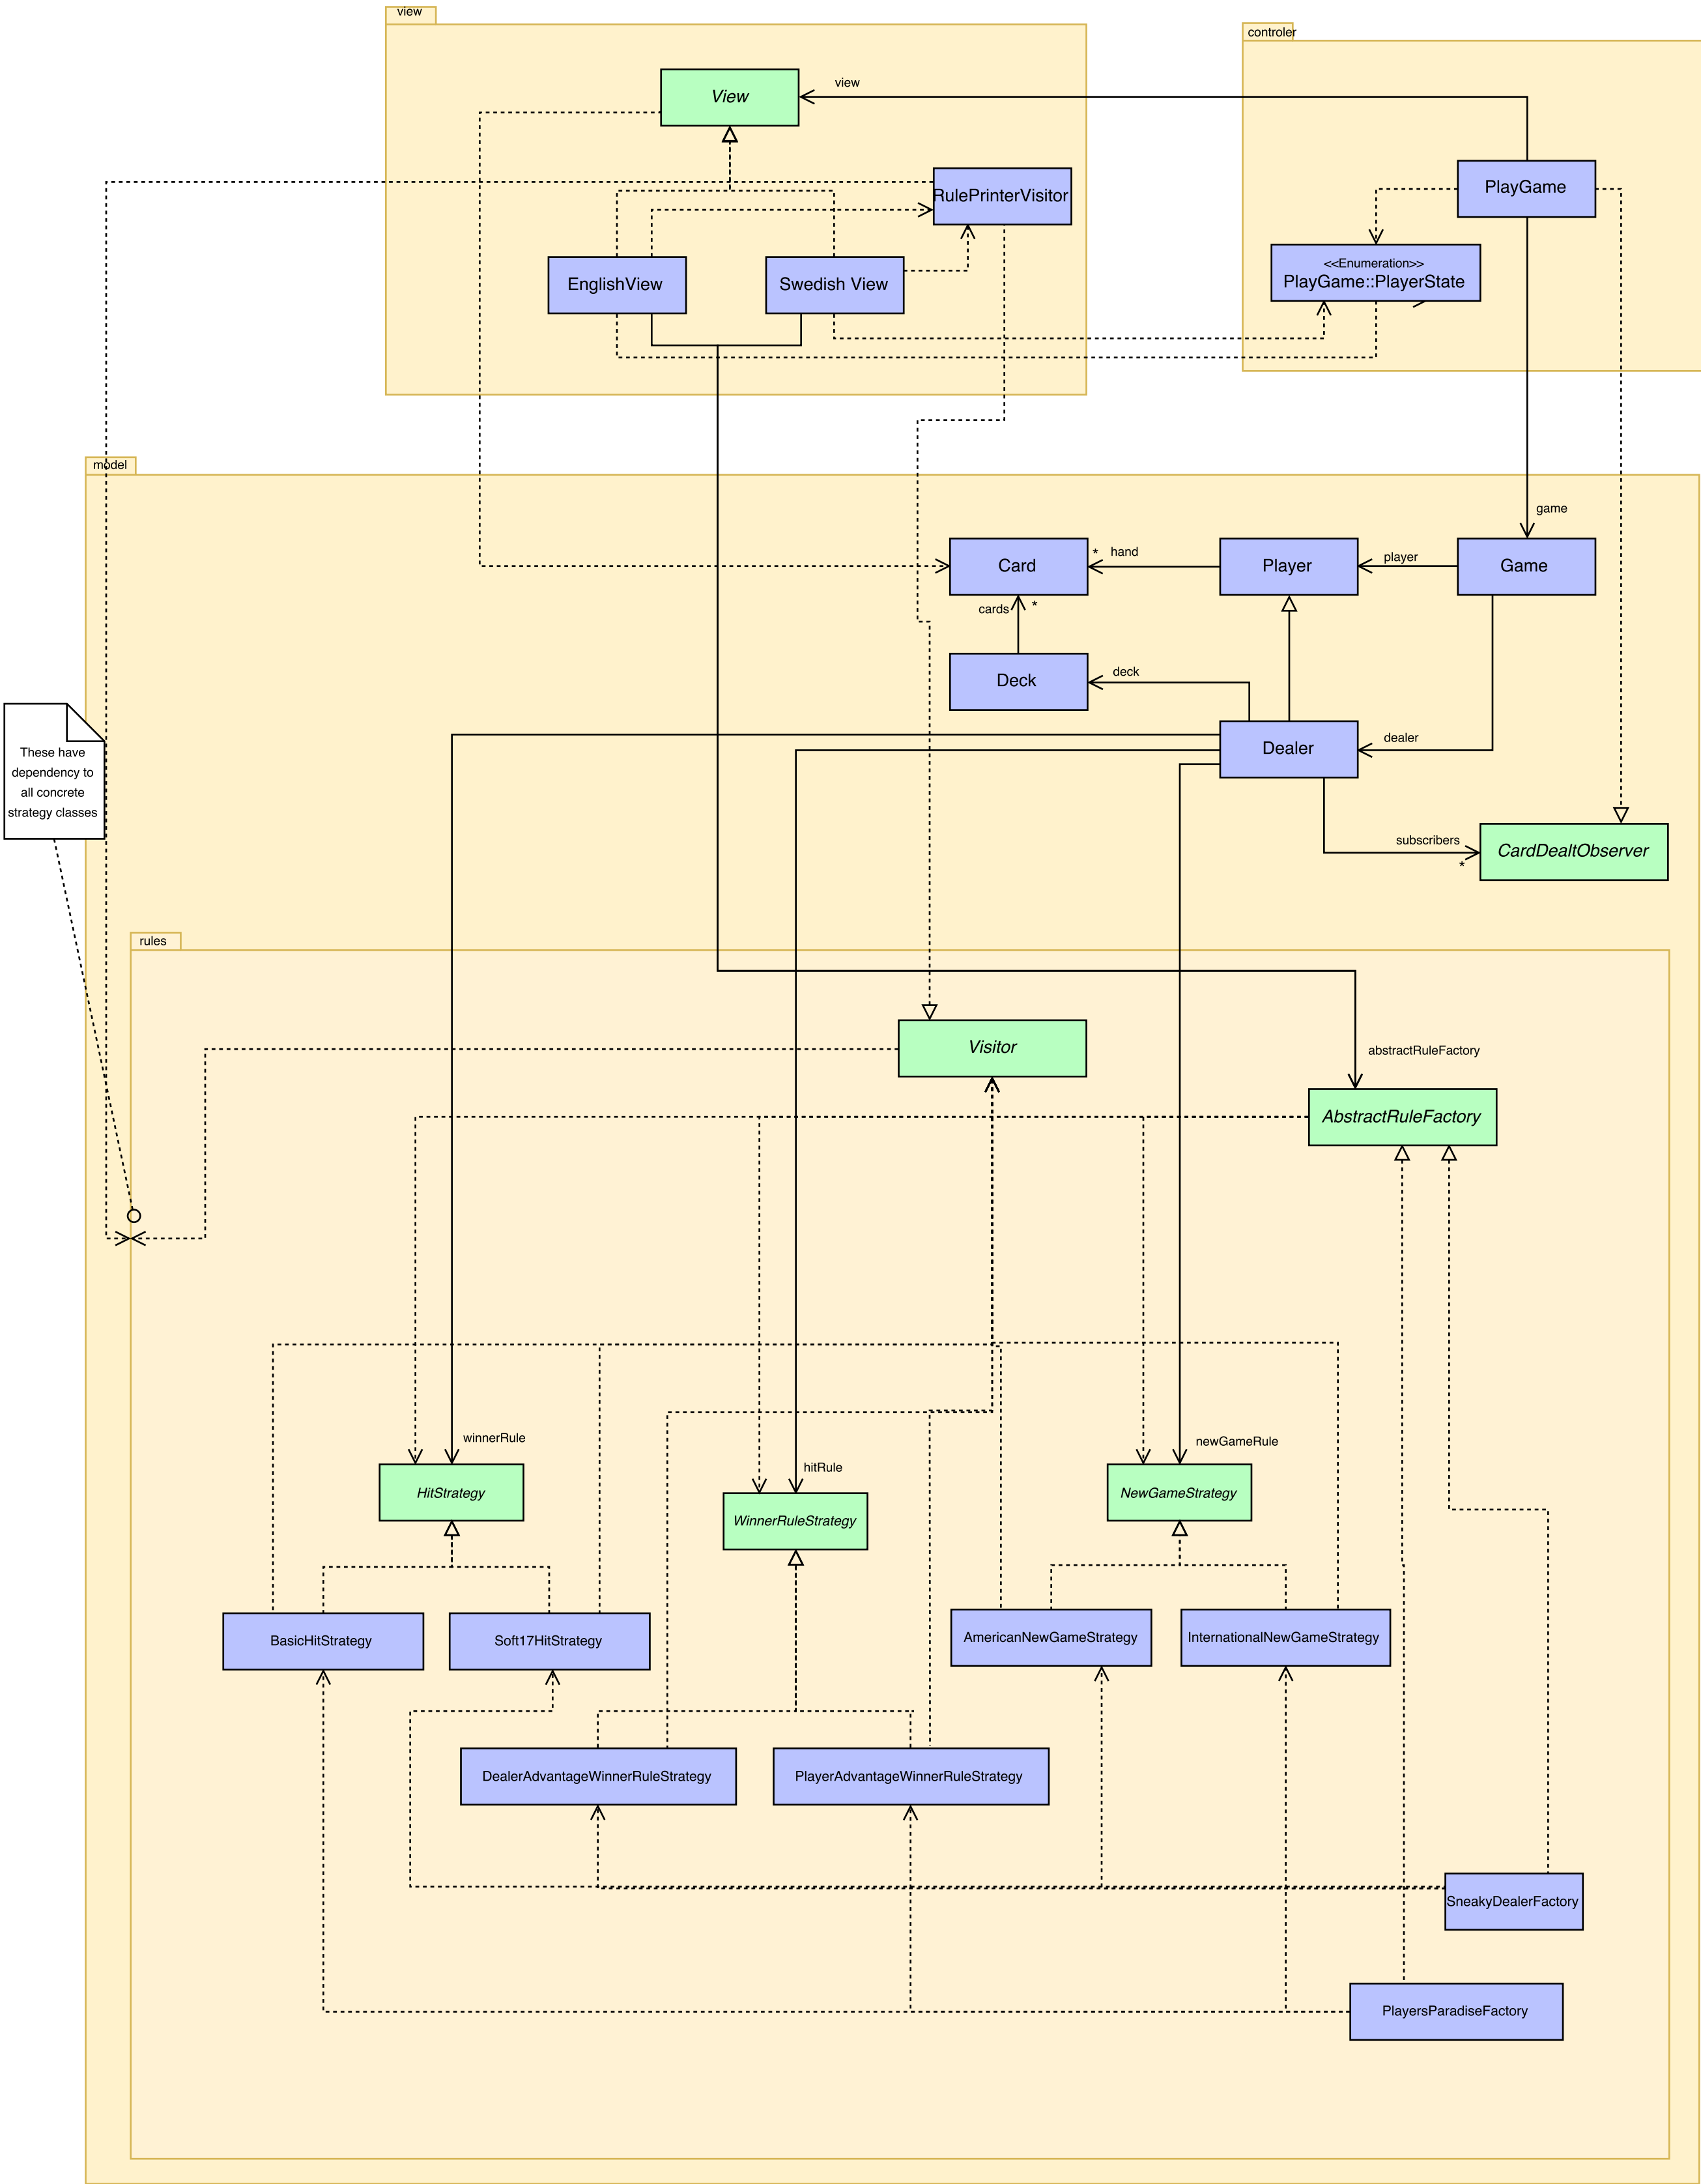 view
controler
View
view
RulePrinterVisitor
PlayGame
EnglishView
Swedish View
<<Enumeration>>
PlayGame::PlayerState
model
game
Card
* hand
Player
player
Game
cards *
Deck
deck
Dealer
dealer
These have
dependency to
all concrete
strategy classes
subscribers
*
CardDealtObserver
rules
Visitor
abstractRuleFactory
AbstractRuleFactory
winnerRule
hitRule
newGameRule
HitStrategy
WinnerRuleStrategy
NewGameStrategy
BasicHitStrategy
Soft17HitStrategy
AmericanNewGameStrategy
InternationalNewGameStrategy
DealerAdvantageWinnerRuleStrategy
PlayerAdvantageWinnerRuleStrategy
SneakyDealerFactory
PlayersParadiseFactory